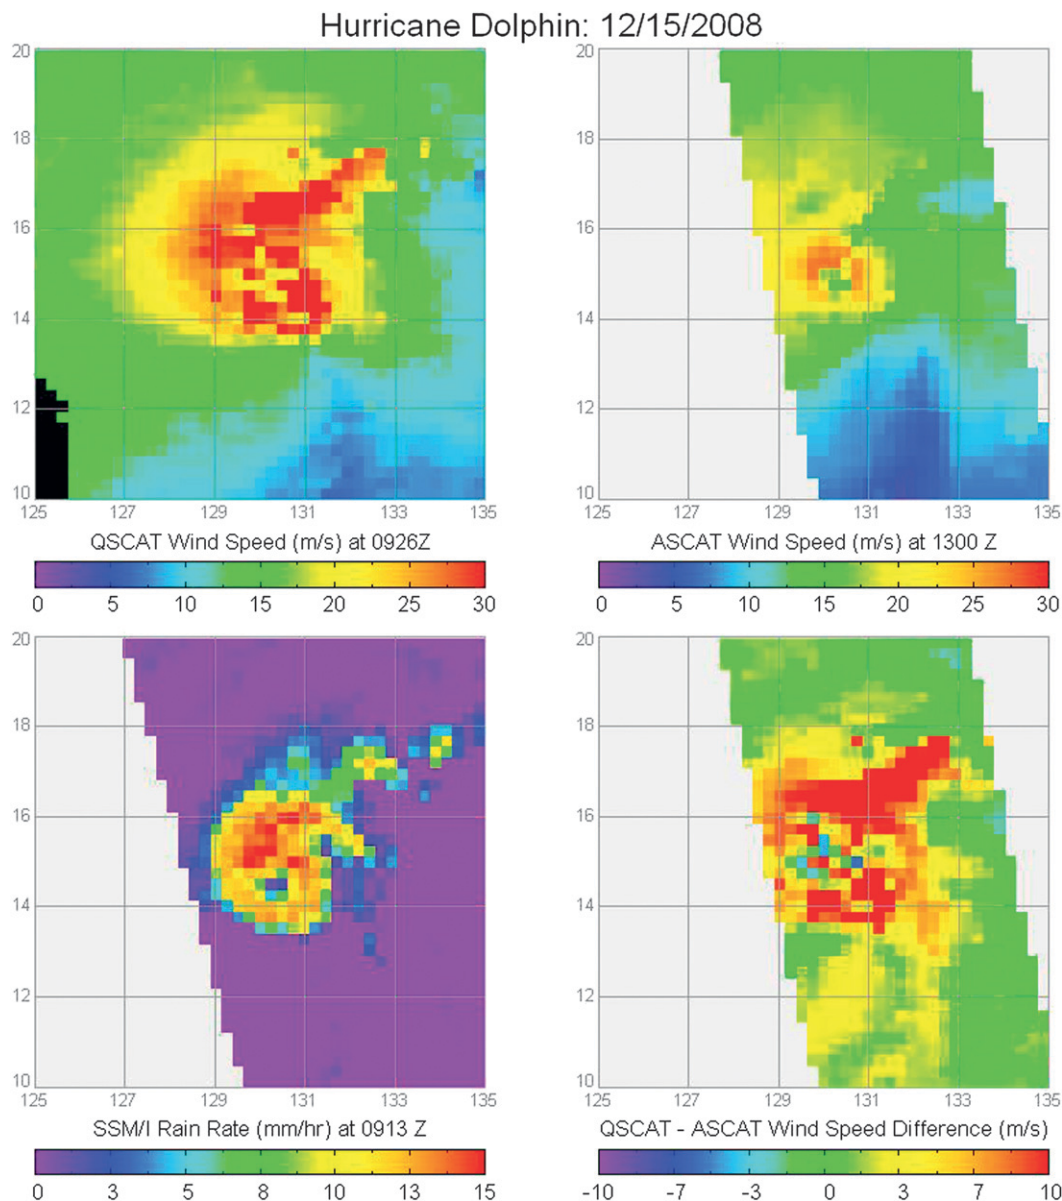 Hurricane Dolphin: 12/15/2008
20
18
16
14
12
10
125 127 129 131 133 135
QSCAT Wind Speed (m/s) at 0926Z
0 5 10 15 20 25 30
20
18
16
14
12
10
125 127 129 131 133 135
ASCAT Wind Speed (m/s) at 1300 Z
0 5 10 15 20 25 30
20
18
16
14
12
10
125 127 129 131 133 135
SSM/I Rain Rate (mm/hr) at 0913 Z
0 3 5 8 10 13 15
20
18
16
14
12
10
125 127 129 131 133 135
QSCAT - ASCAT Wind Speed Difference (m/s)
-10 -7 -3 0 3 7 10